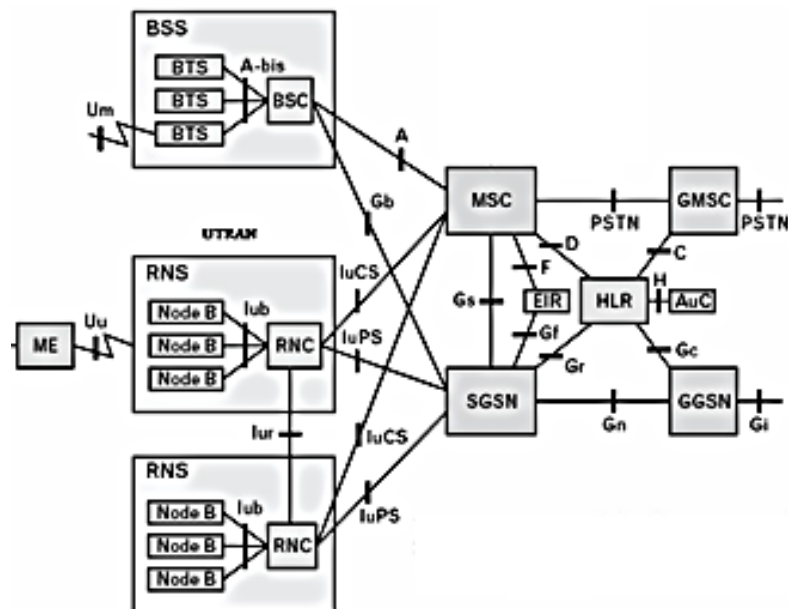 BSS
BTS
A-bis
BTS
BSC
Um
BTS
A
MSC
GMSC
Gb
PSTN
PSTN
UTRAN
D
C
RNS
IuCS
F
H
Gs
EIR
HLR
AuC
Node B
Iub
Uu
ME
Node B
RNC
IuPS
Gf
Node B
Gr
Gc
SGSN
GGSN
Iur
IuCS
Gn
Gi
RNS
Node B
Iub
IuPS
Node B
RNC
Node B